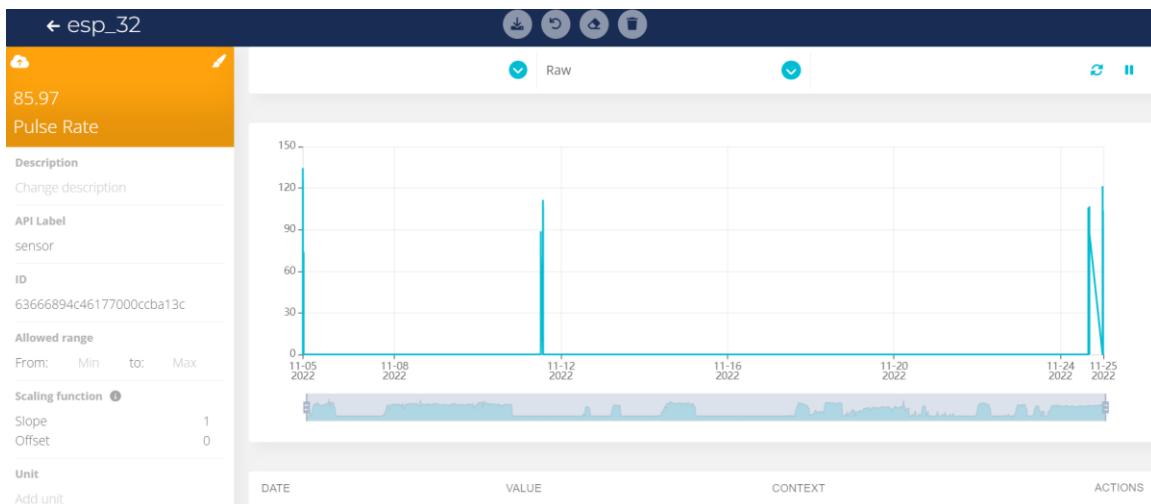 esp_32
85.97
Pulse Rate
Description
Change description
API Label
sensor
ID
63666894c46177000ccba13c
Allowed range
From: Min to: Max
Scaling function
Slope 1
Offset 0
Unit
Add unit
Raw
150
120
90
60
30
0
11-05 11-08 11-12 11-16 11-20 11-24 11-25
2022 2022 2022 2022 2022 2022 2022
DATE VALUE CONTEXT ACTIONS